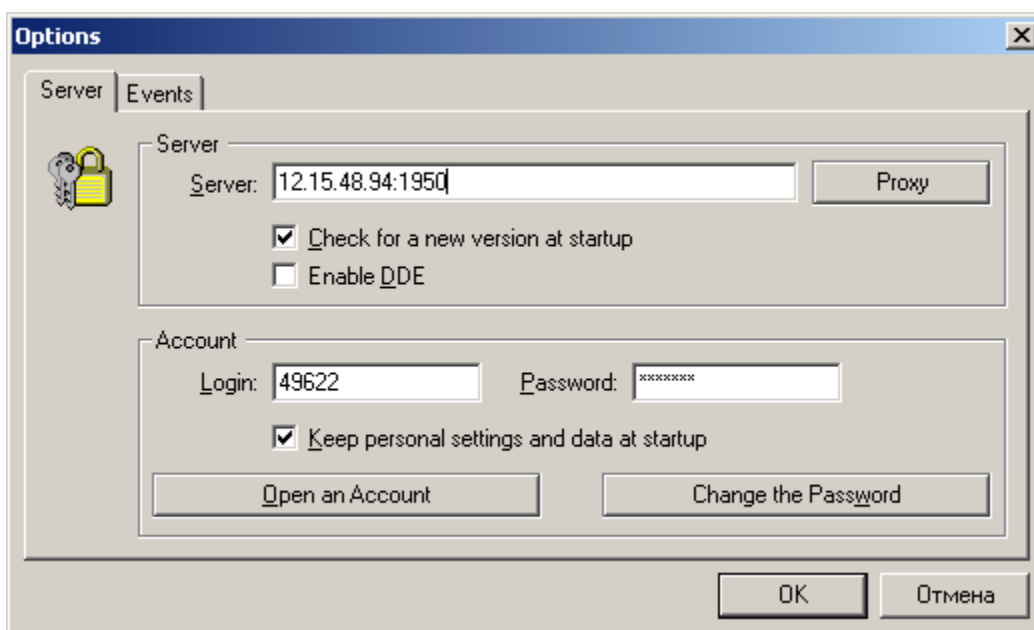 Options
Server Events
Server
Server: 12.15.48.94:1950 Proxy
Check for a new version at startup
Enable DDE
Account
Login: 49622 Password: *******
Keep personal settings and data at startup
Open an Account Change the Password
OK Отмена